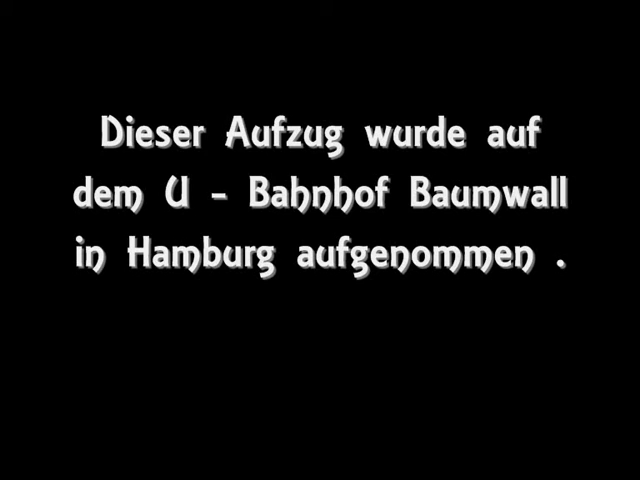 Dieser Aufzug wurde auf
dem U - Bahnhof Baumwall
in Hamburg aufgenommen .